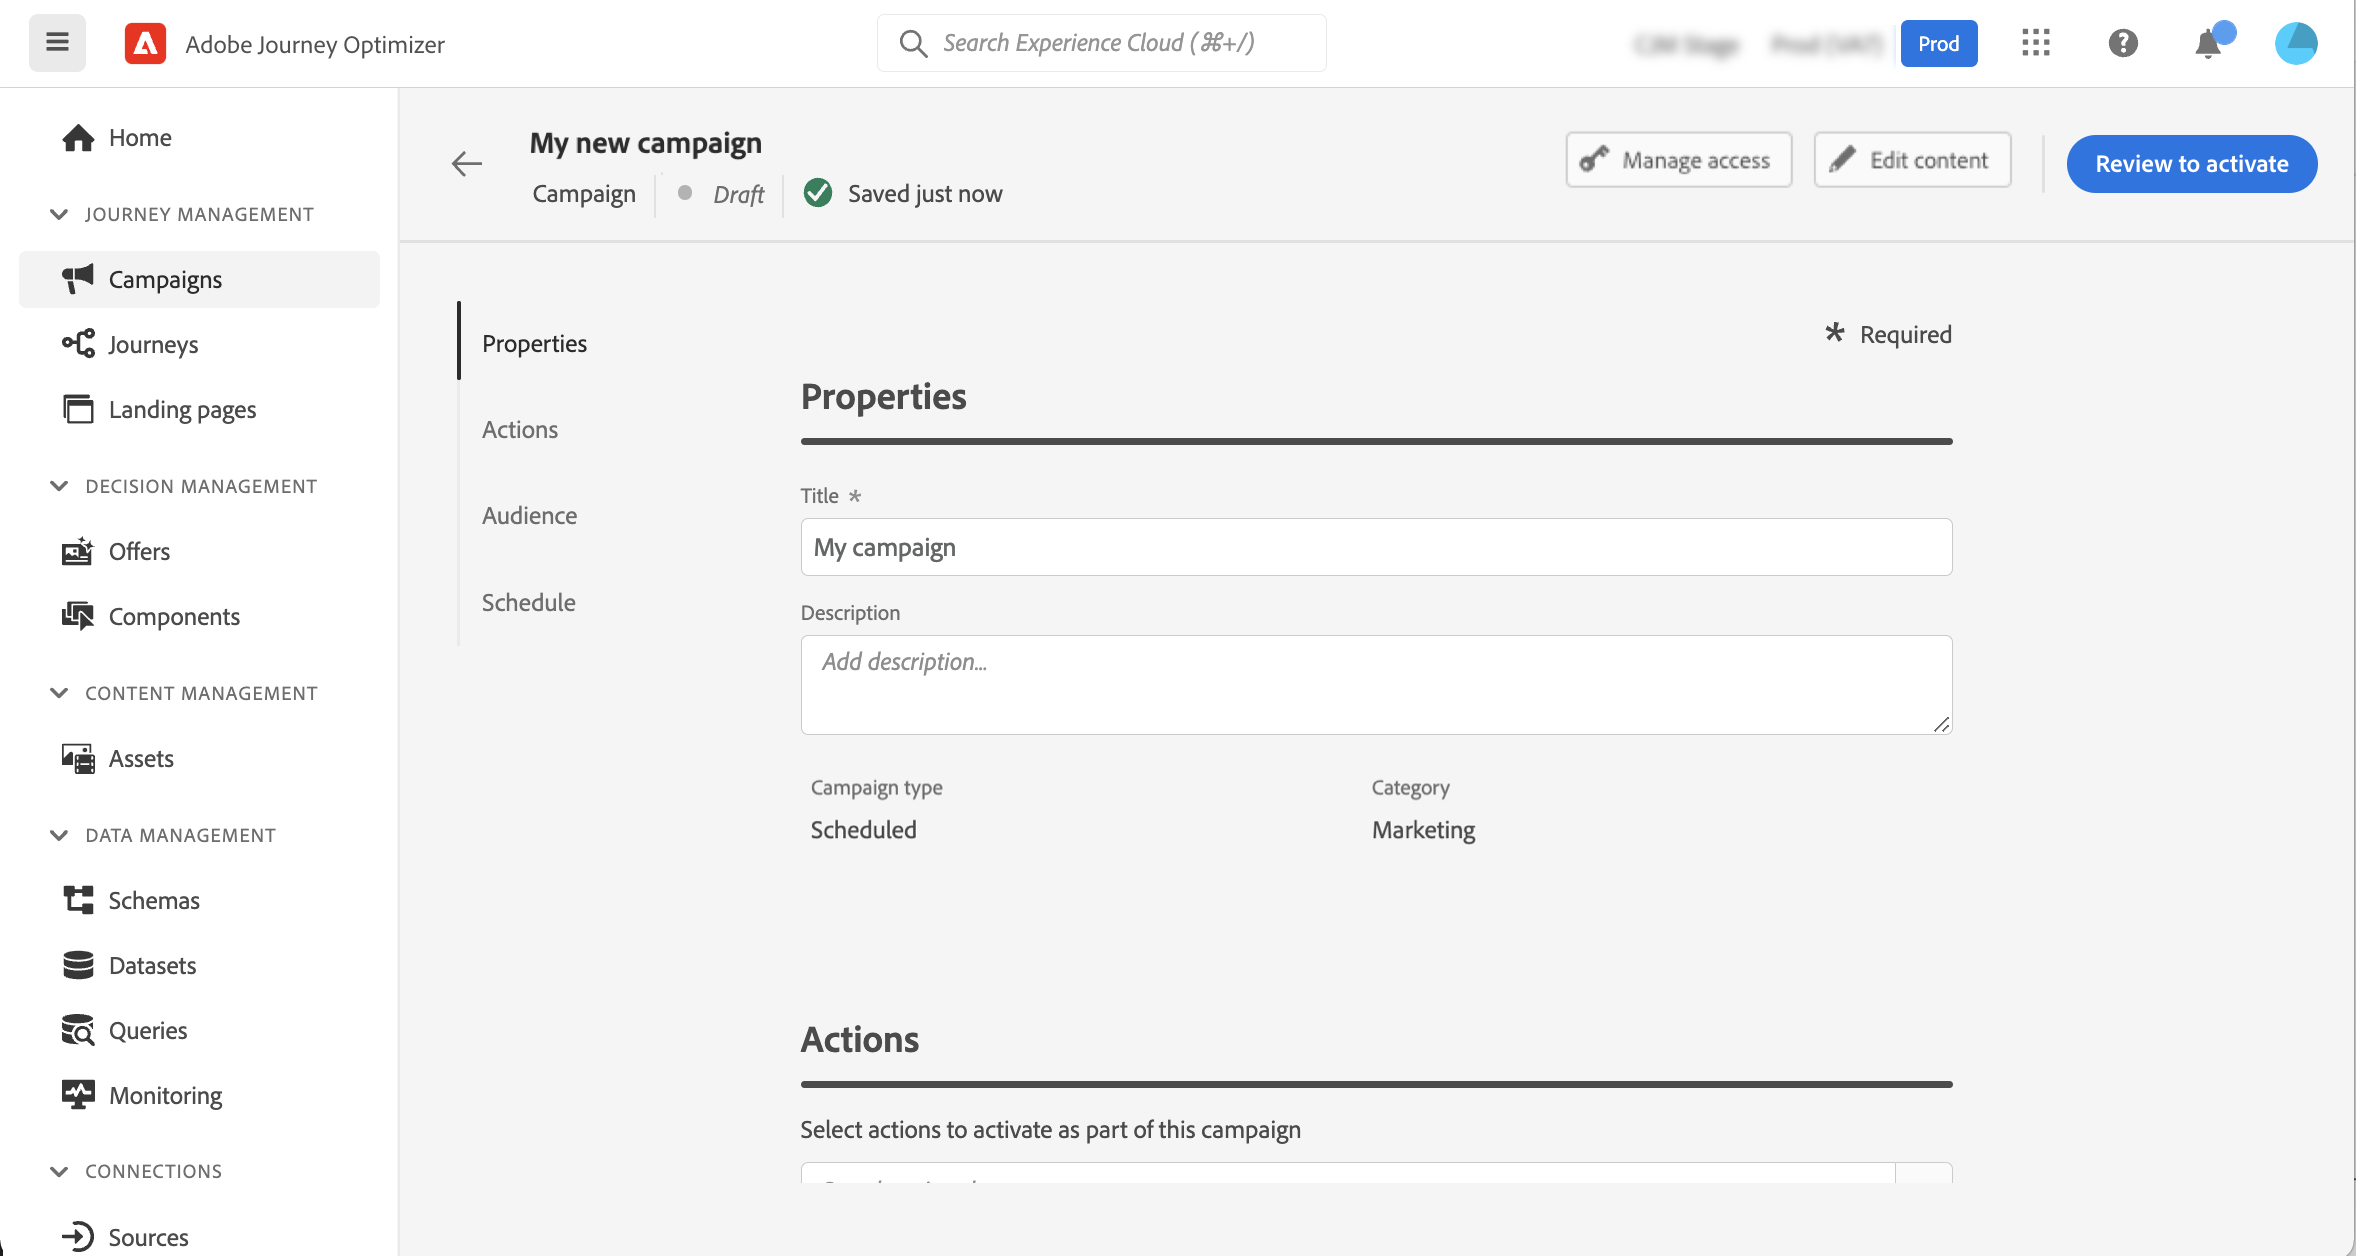 Adobe Journey Optimizer
Search Experience Cloud (⌘+/)
Prod
Home
JOURNEY MANAGEMENT
Campaigns
Journeys
Landing pages
DECISION MANAGEMENT
Offers
Components
CONTENT MANAGEMENT
Assets
DATA MANAGEMENT
Schemas
Datasets
Queries
Monitoring
CONNECTIONS
Sources
My new campaign
Campaign
Draft
Saved just now
Manage access
Edit content
Review to activate
Properties
Actions
Audience
Schedule
* Required
Properties
Title *
My campaign
Description
Add description...
Campaign type
Scheduled
Category
Marketing
Actions
Select actions to activate as part of this campaign